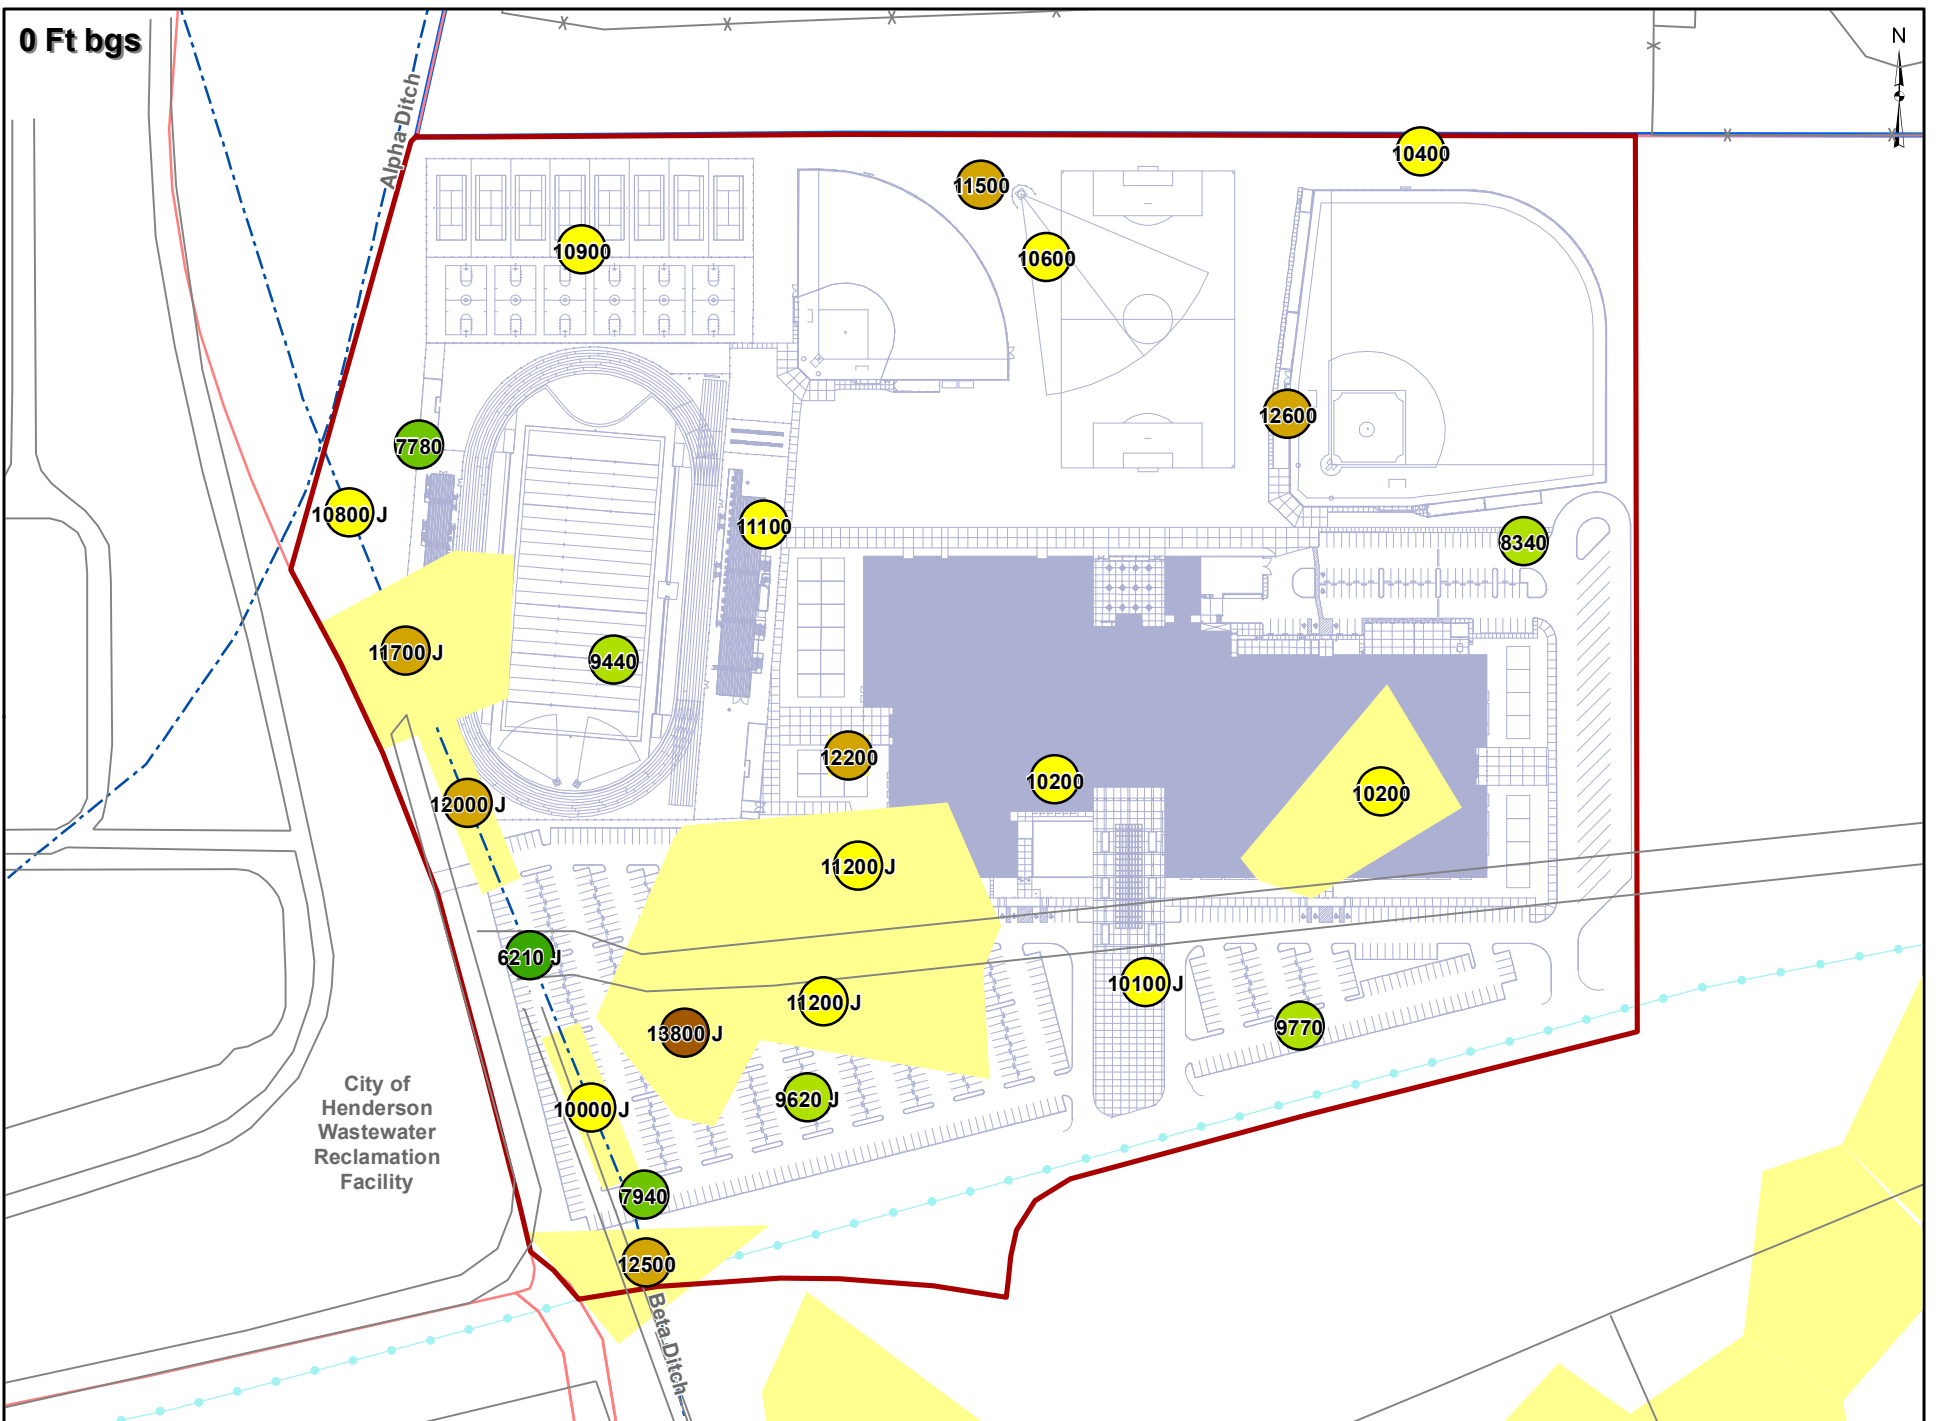 0 Ft bgs
N
Alpha Ditch
10400
11500
10900
10600
12600
7780
10800 J
11100
8340
11700 J
9440
12200
10200
10200
12000 J
11200 J
6210 J
10100 J
11200 J
9770
13800 J
City of
Henderson
Wastewater
Reclamation
Facility
9620 J
10000 J
7940
12500
Beta Ditch